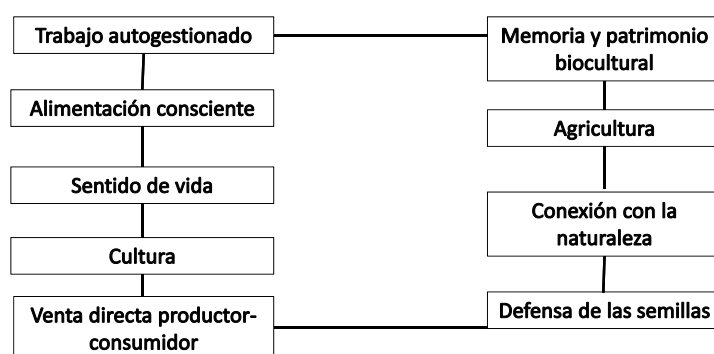 Trabajo autogestionado
Alimentación consciente
Sentido de vida
Cultura
Venta directa productor-
consumidor
Memoria y patrimonio
biocultural
Agricultura
Conexión con la
naturaleza
Defensa de las semillas